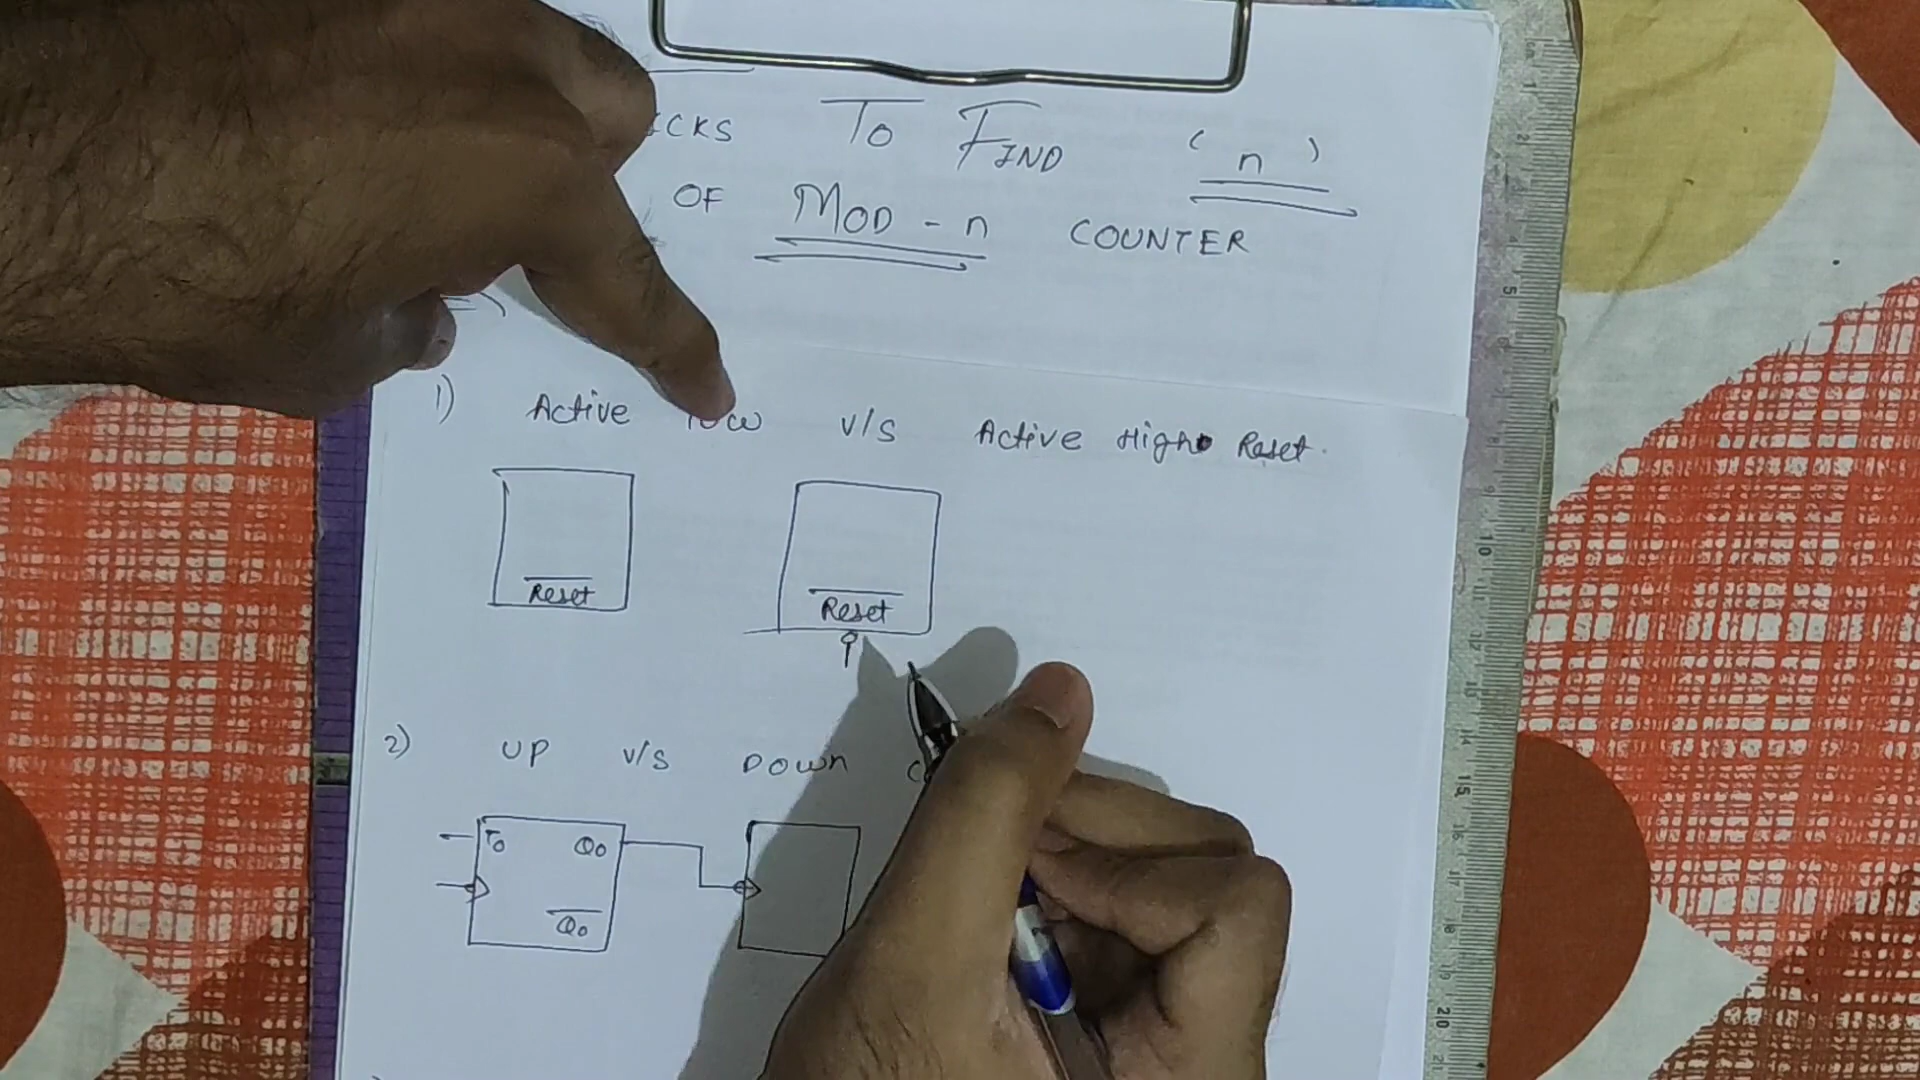 TO FIND 'n'
OF MOD-n COUNTER
1) Active low v/s Active High Reset.
Reset Reset
2) UP v/s DOWN
T0 Q0
Q0